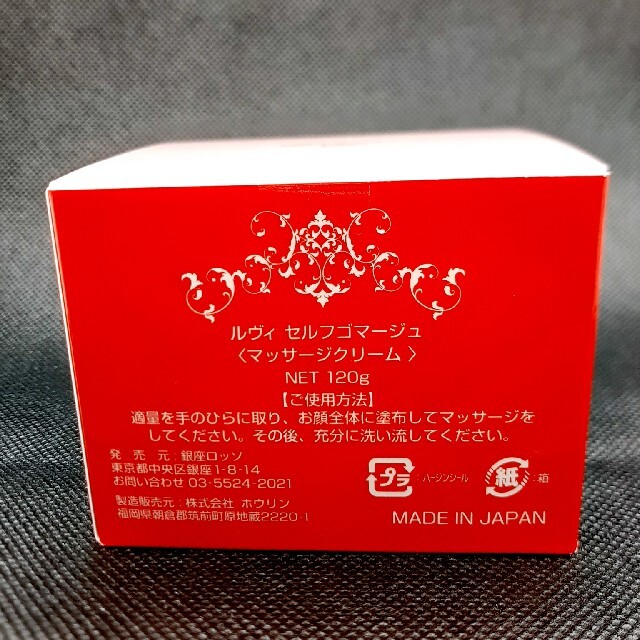 ルヴィ セルフゴマージュ
〈マッサージクリーム〉
NET 120g
【ご使用方法】
適量を手のひらに取り、お顔全体に塗布してマッサージを
してください。その後、充分に洗い流してください。
発 売 元:銀座ロッソ
東京都中央区銀座1-8-14
お問い合わせ 03-5524-2021
製造販売元:株式会社 ホウリン
福岡県朝倉郡筑前町原地蔵2220-1
プラ
バージンシール
紙
:箱
MADE IN JAPAN